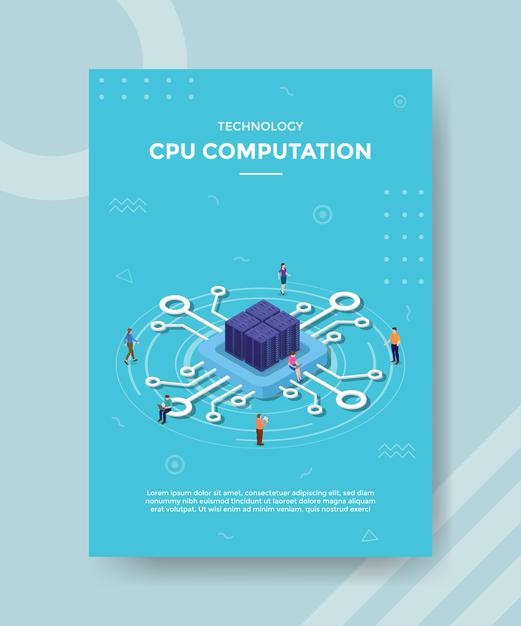 TECHNOLOGY
CPU COMPUTATION
Lorem ipsum dolor sit amet, consectetuer adipiscing elit, sed diam
nonummy nibh euismod tincidunt ut laoreet dolore magna aliquam
erat volutpat. Ut wisi enim ad minim veniam, quis nostrud exerci